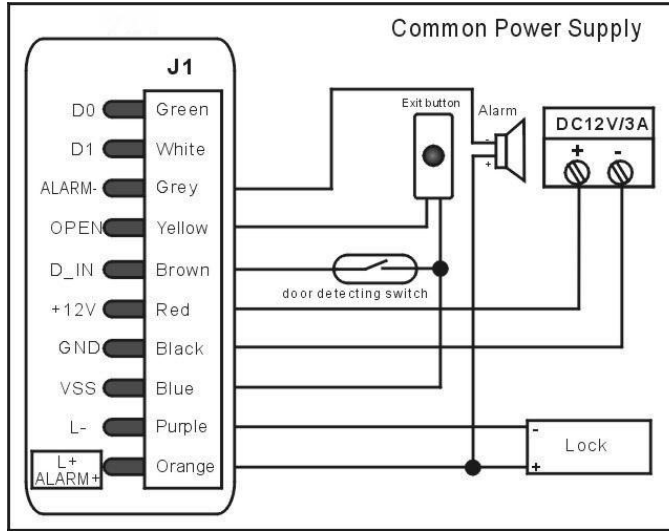 Common Power Supply
J1
D0 Green
D1 White
ALARM- Grey
OPEN Yellow
D_IN Brown
+12V Red
GND Black
VSS Blue
L- Purple
L+
ALARM+
Orange
Exit button
Alarm
-
+
DC12V/3A
+ -
door detecting switch
-
Lock
+